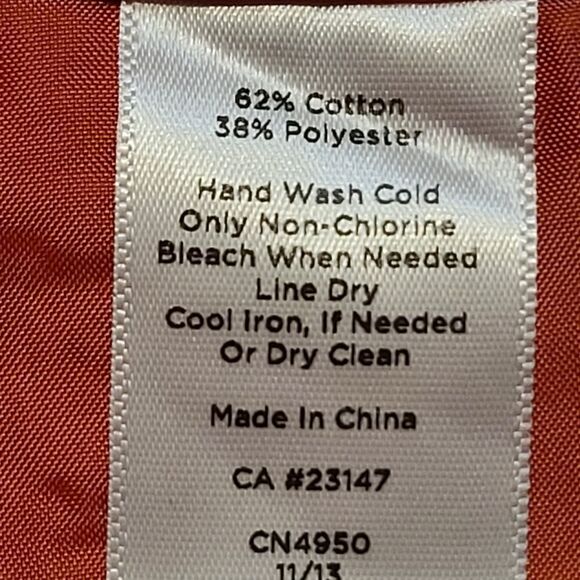 62% Cotton
38% Polyester
Hand Wash Cold
Only Non-Chlorine
Bleach When Needed
Line Dry
Cool Iron, If Needed
Or Dry Clean
Made In China
CA #23147
CN4950
11/13